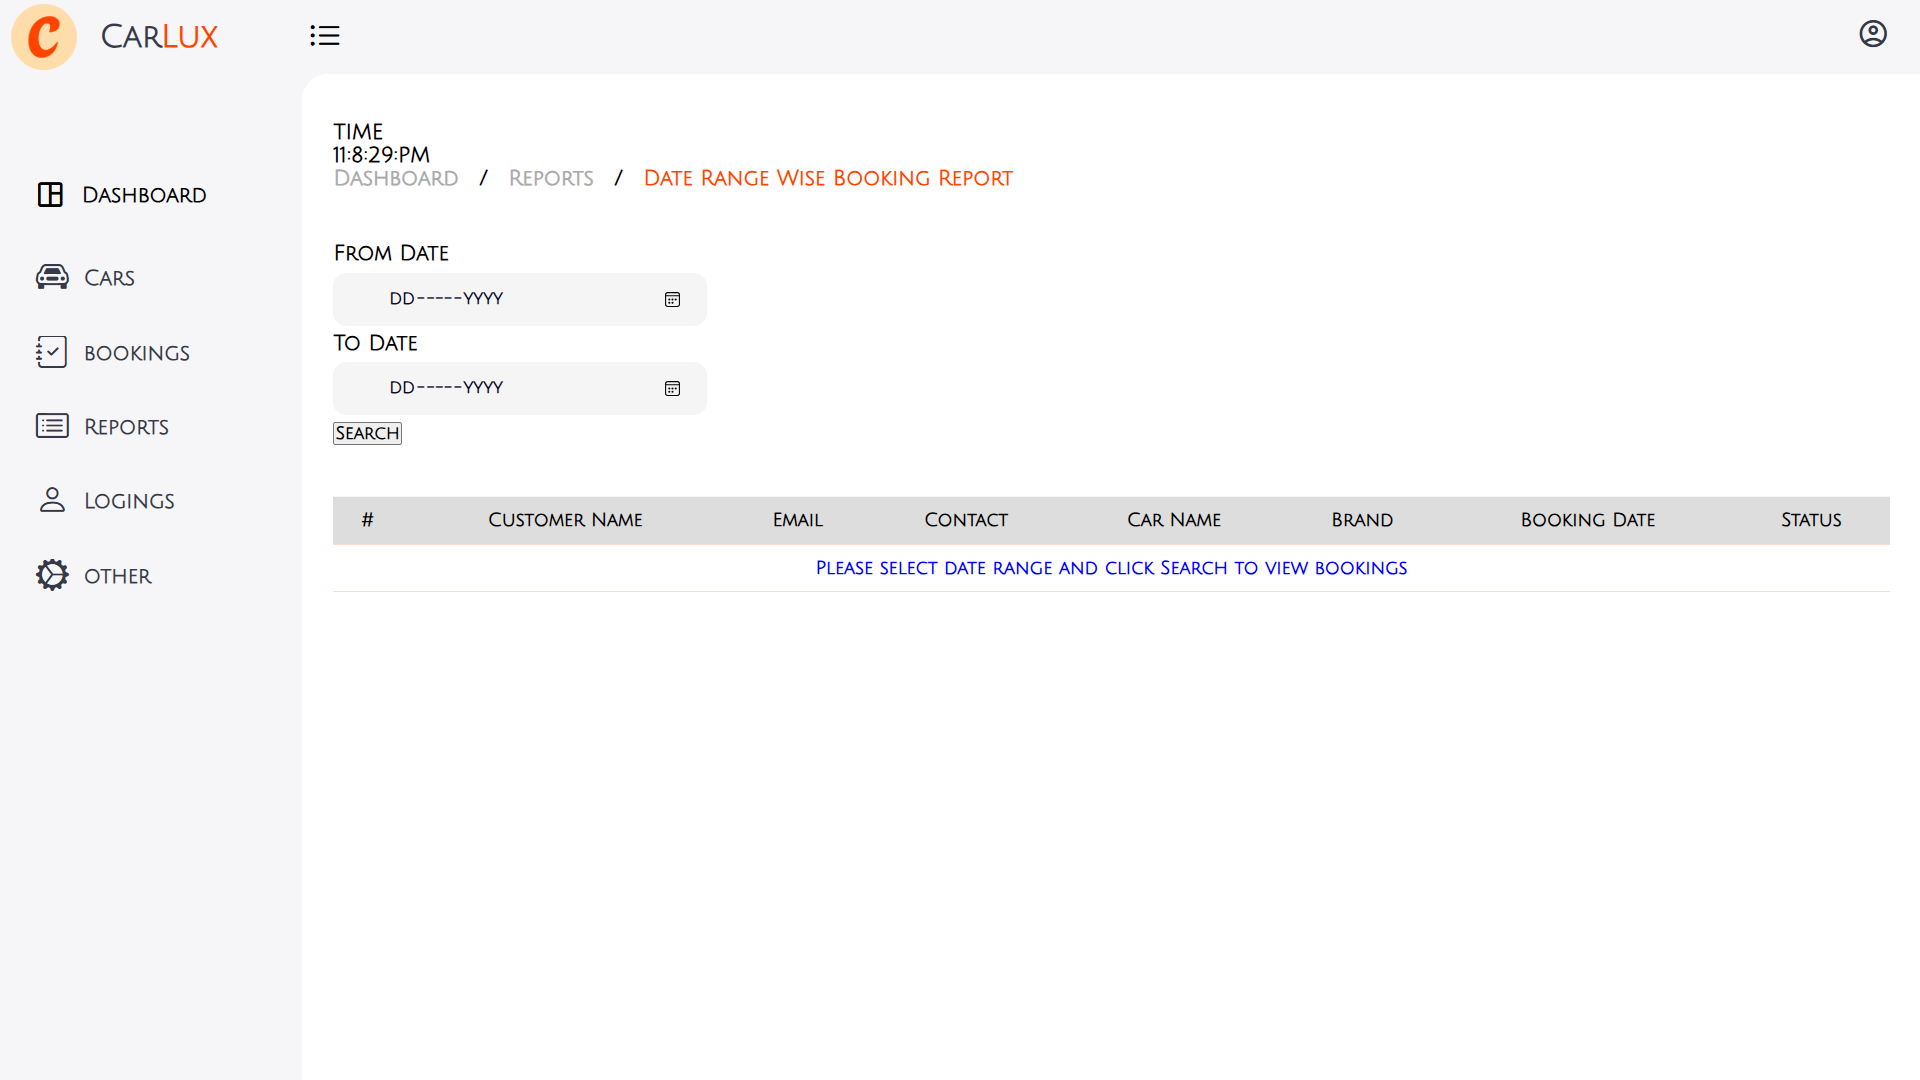 C CarLux
TIME
11:8:29:PM
Dashboard / Reports / Date Range Wise Booking Report
Dashboard
Cars
bookings
Reports
Logings
other
From Date
dd-----yyyy
To Date
dd-----yyyy
Search
# Customer Name Email Contact Car Name Brand Booking Date Status
Please select date range and click Search to view bookings